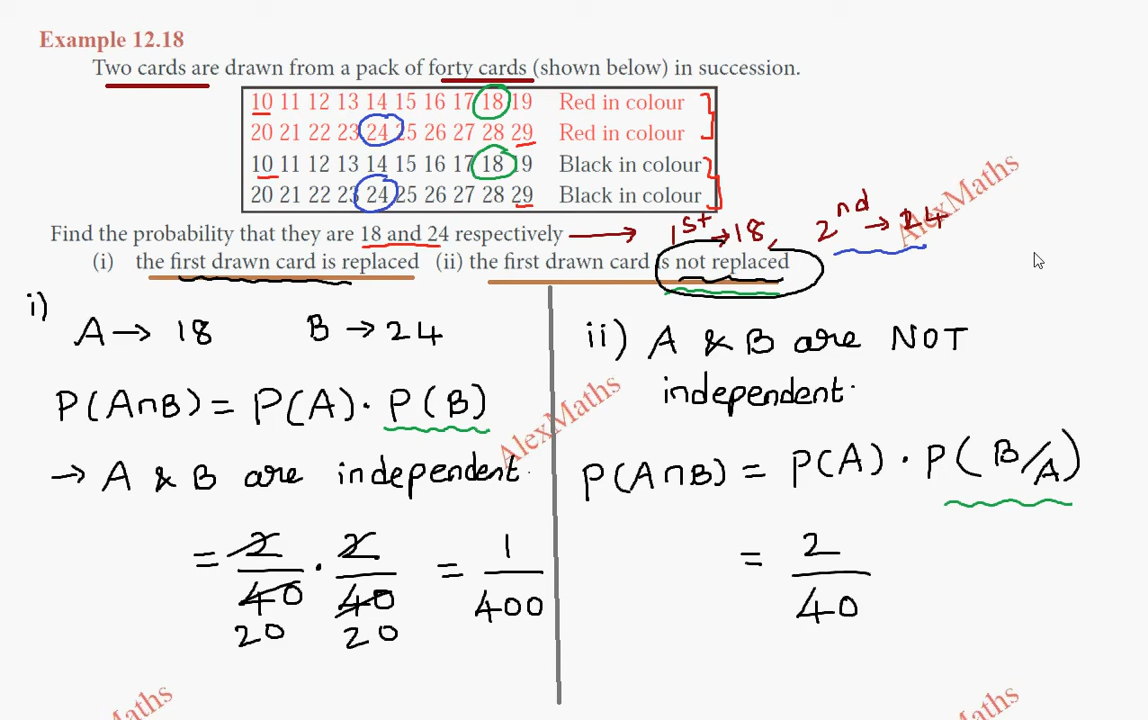 Example 12.18
Two cards are drawn from a pack of forty cards (shown below) in succession.
10 11 12 13 14 15 16 17 18 19 Red in colour
20 21 22 23 24 25 26 27 28 29 Red in colour
10 11 12 13 14 15 16 17 18 19 Black in colour
20 21 22 23 24 25 26 27 28 29 Black in colour
Find the probability that they are 18 and 24 respectively → 1st → 18, 2nd → 24
(i) the first drawn card is replaced (ii) the first drawn card is not replaced
i)
A → 18 B → 24
P(A∩B) = P(A) · P(B)
→ A & B are independent.
= 2/40 · 2/40 = 1/400
20 20
ii) A & B are NOT
independent.
P(A∩B) = P(A) · P(B/A)
= 2/40
AlexMaths
AlexMaths
Maths
Maths